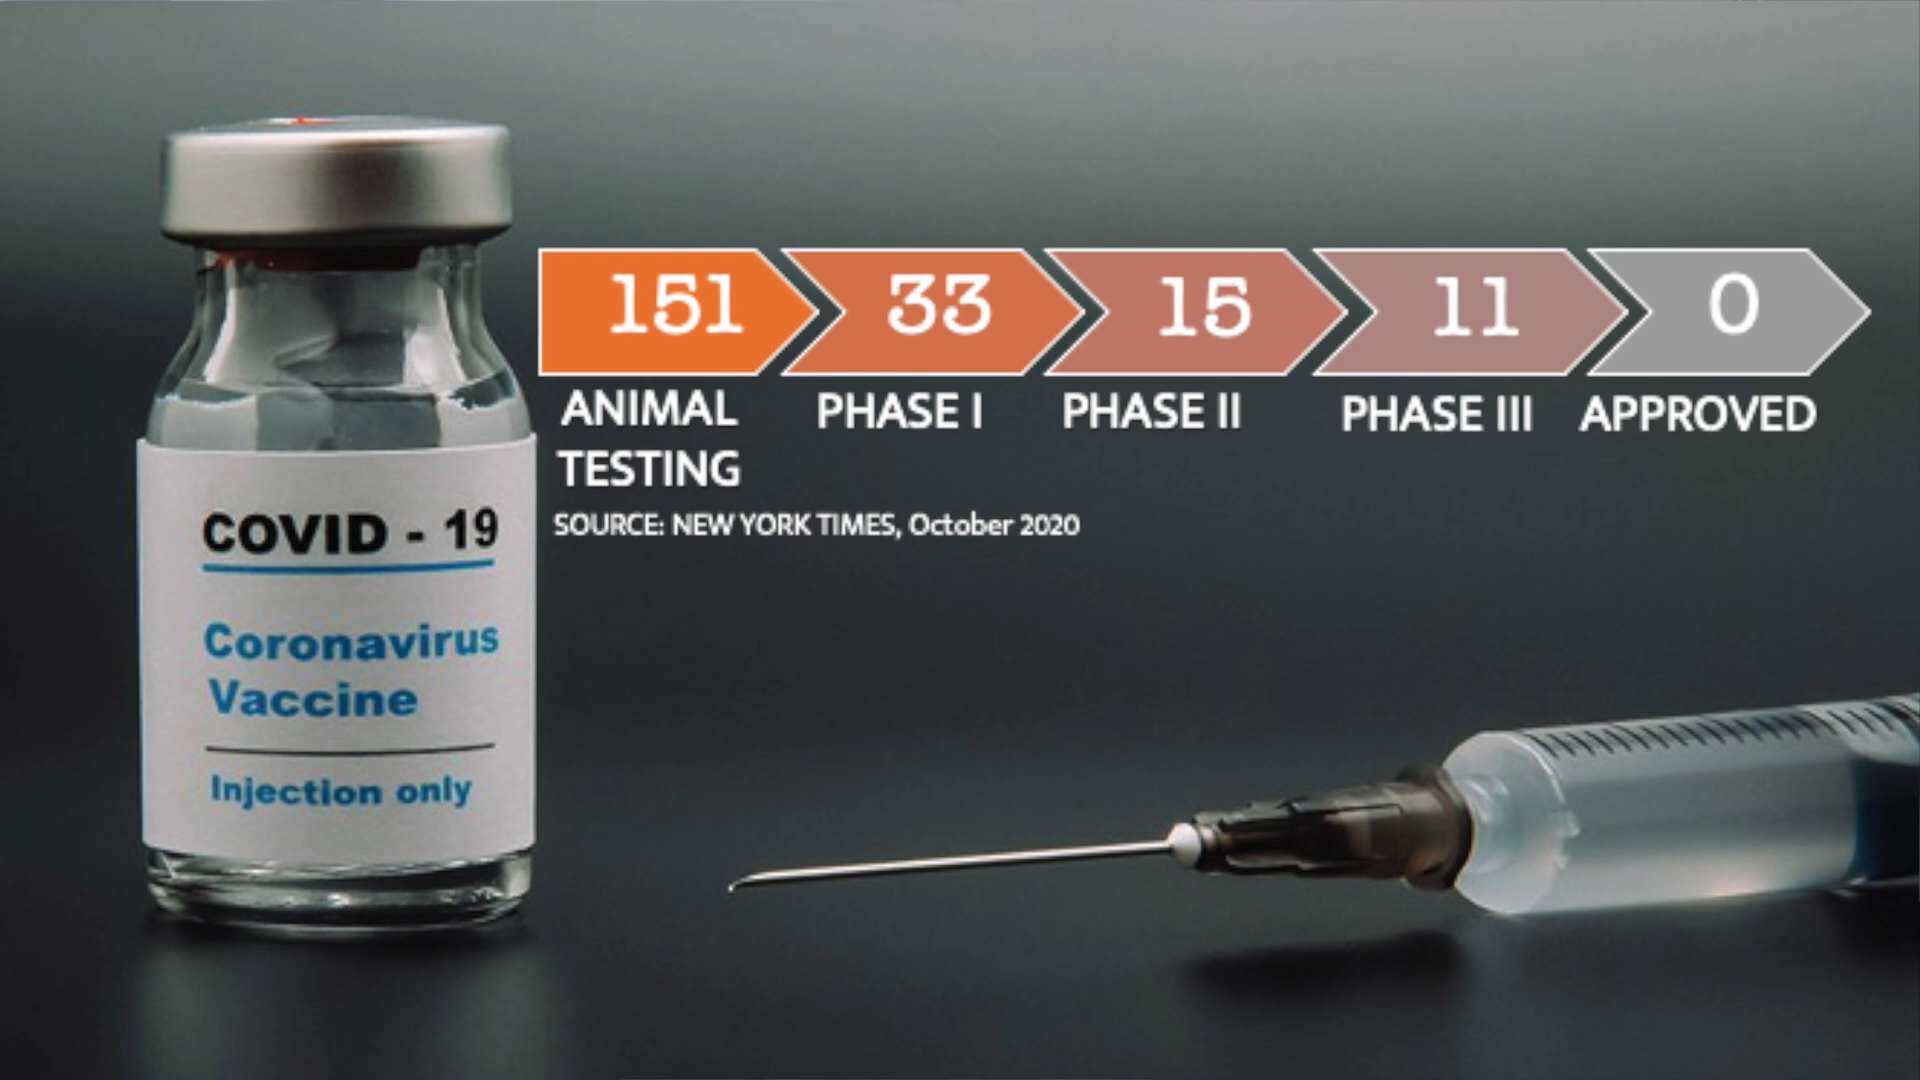 151
33
15
11
0
ANIMAL
TESTING
PHASE I
PHASE II
PHASE III
APPROVED
SOURCE: NEW YORK TIMES, October 2020
COVID - 19
Coronavirus
Vaccine
Injection only